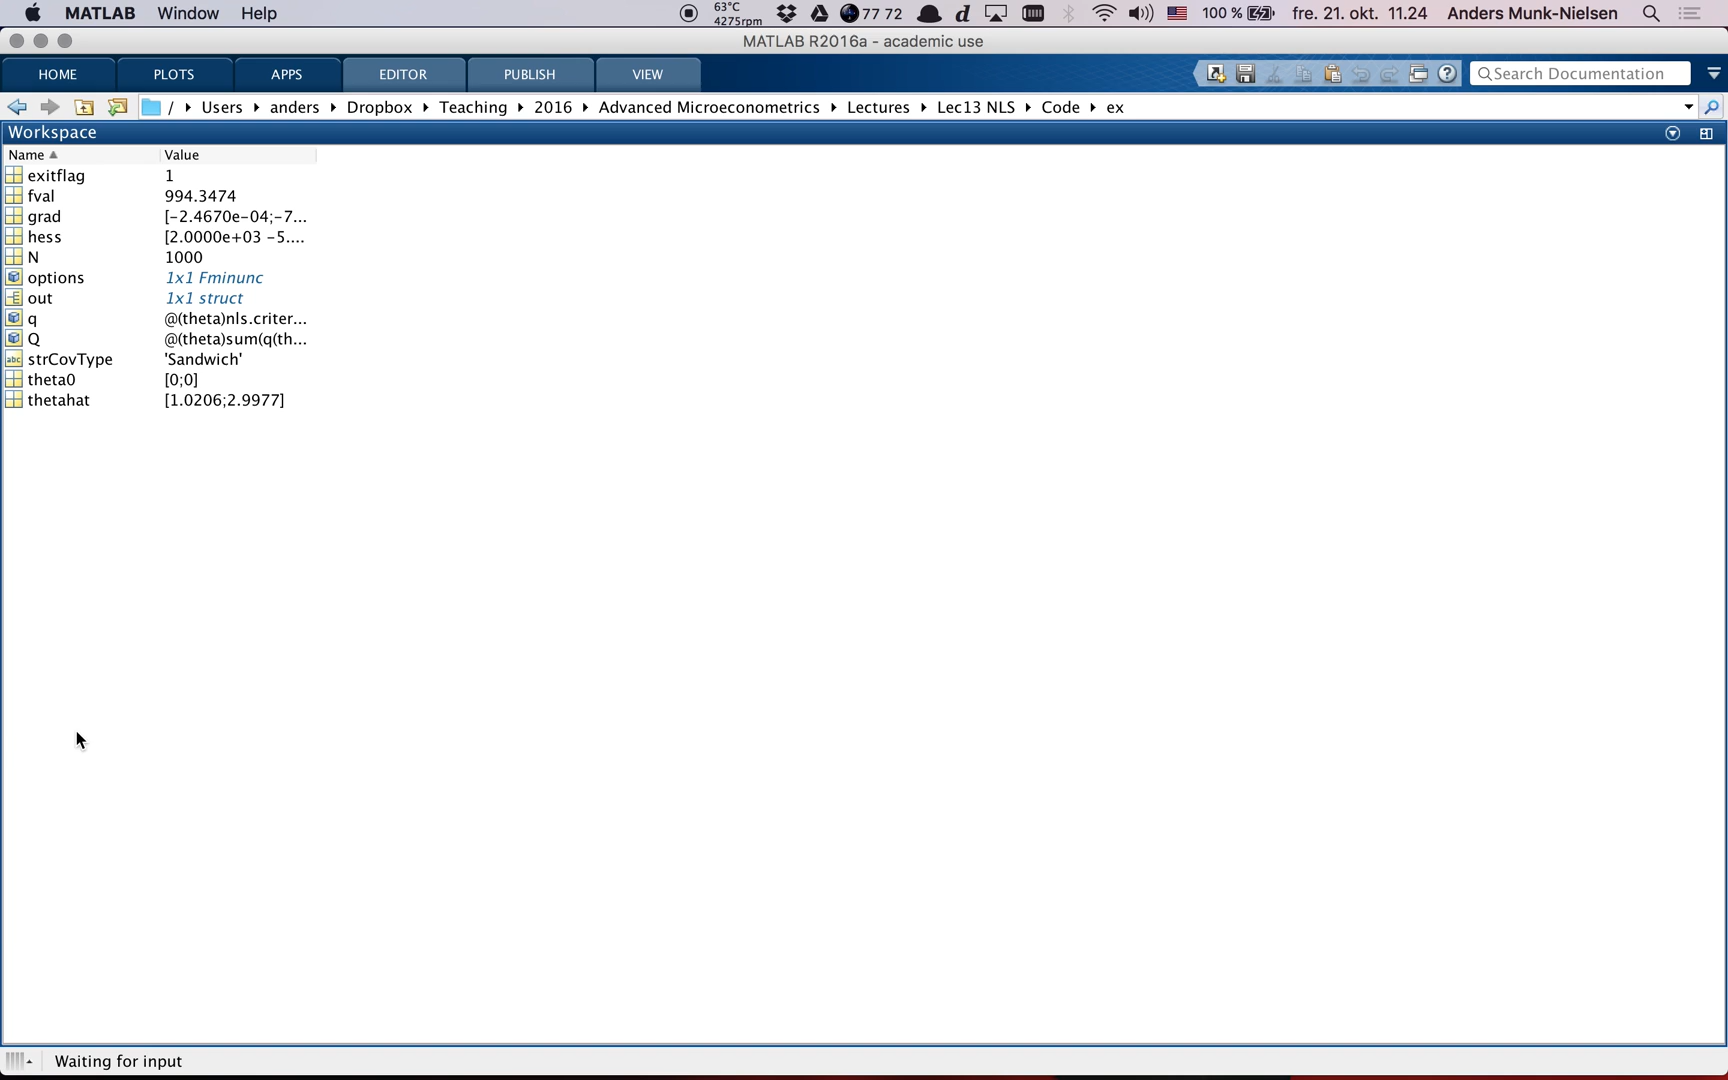 MATLAB Window Help 63°C 4275rpm 77 72 d 100 % fre. 21. okt. 11.24 Anders Munk-Nielsen
MATLAB R2016a - academic use
HOME PLOTS APPS EDITOR PUBLISH VIEW Search Documentation
/ Users anders Dropbox Teaching 2016 Advanced Microeconometrics Lectures Lec13 NLS Code ex
Workspace
Name Value
exitflag 1
fval 994.3474
grad [-2.4670e-04;-7...
hess [2.0000e+03 -5....
N 1000
options 1x1 Fminunc
out 1x1 struct
q @(theta)nls.criter...
Q @(theta)sum(q(th...
abc strCovType 'Sandwich'
theta0 [0;0]
thetahat [1.0206;2.9977]
Waiting for input